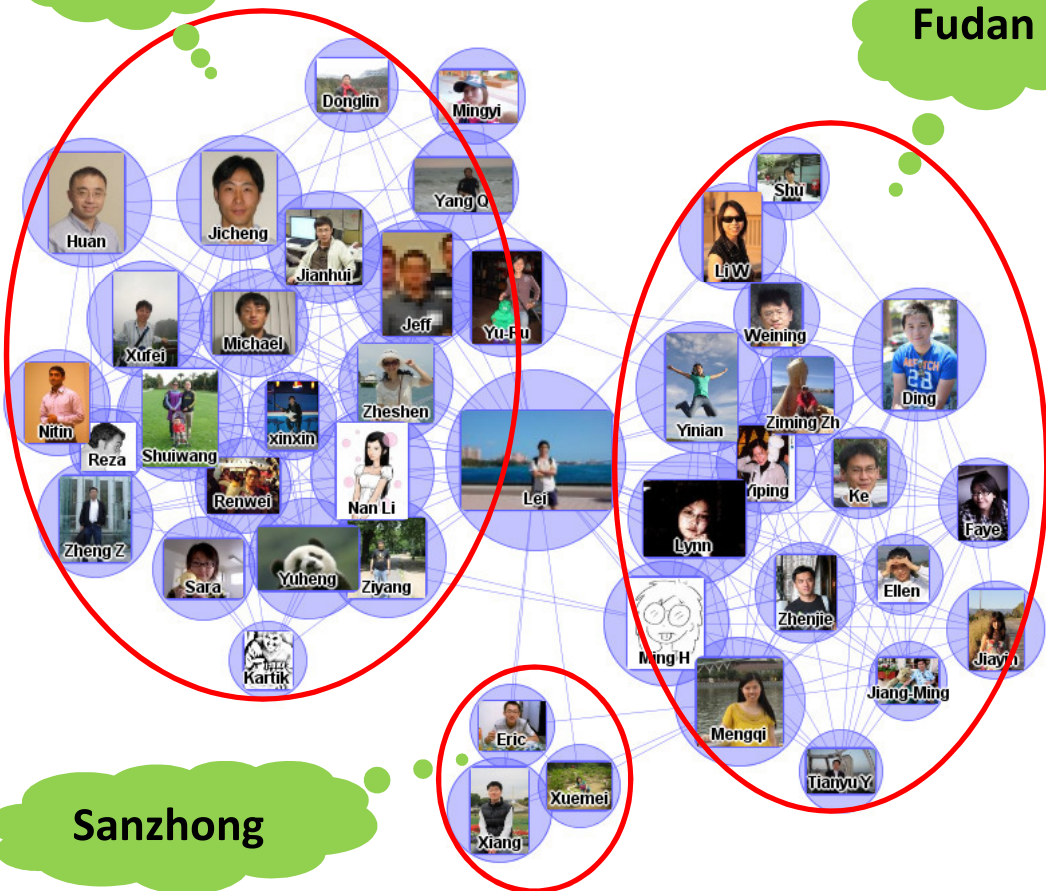 Fudan
Donglin
Mingyi
Shu
Yang Q
Huan
Jicheng
Jianhui
Li W
Jeff
Yu-Ru
Weining
Michael
Xufei
Ding
Zheshen
Ziming Zh
Yinian
Nitin
xinxin
Shuiwang
Reza
Renwei
Lei
Yiping
Ke
Nan Li
Faye
Lynn
Zheng Z
Yuheng
Sara
Ziyang
Ellen
Zhenjie
Ming H
Jiayin
Kartik
Jiang-Ming
Eric
Mengqi
Tianyu Y
Xuemei
Sanzhong
Xiang